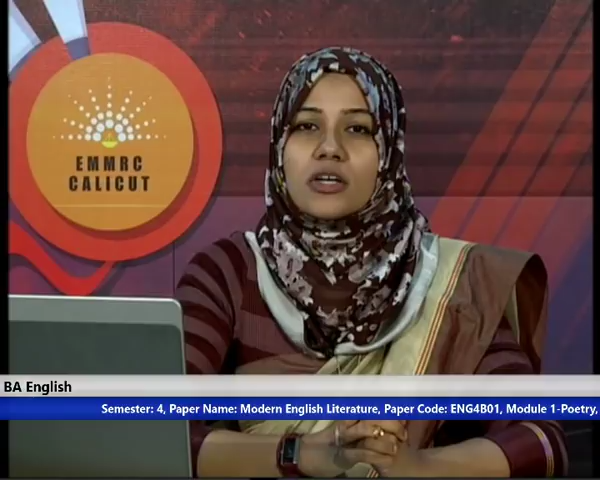 EMMRC
CALICUT
BA English
Semester: 4, Paper Name: Modern English Literature, Paper Code: ENG4B01, Module 1-Poetry,